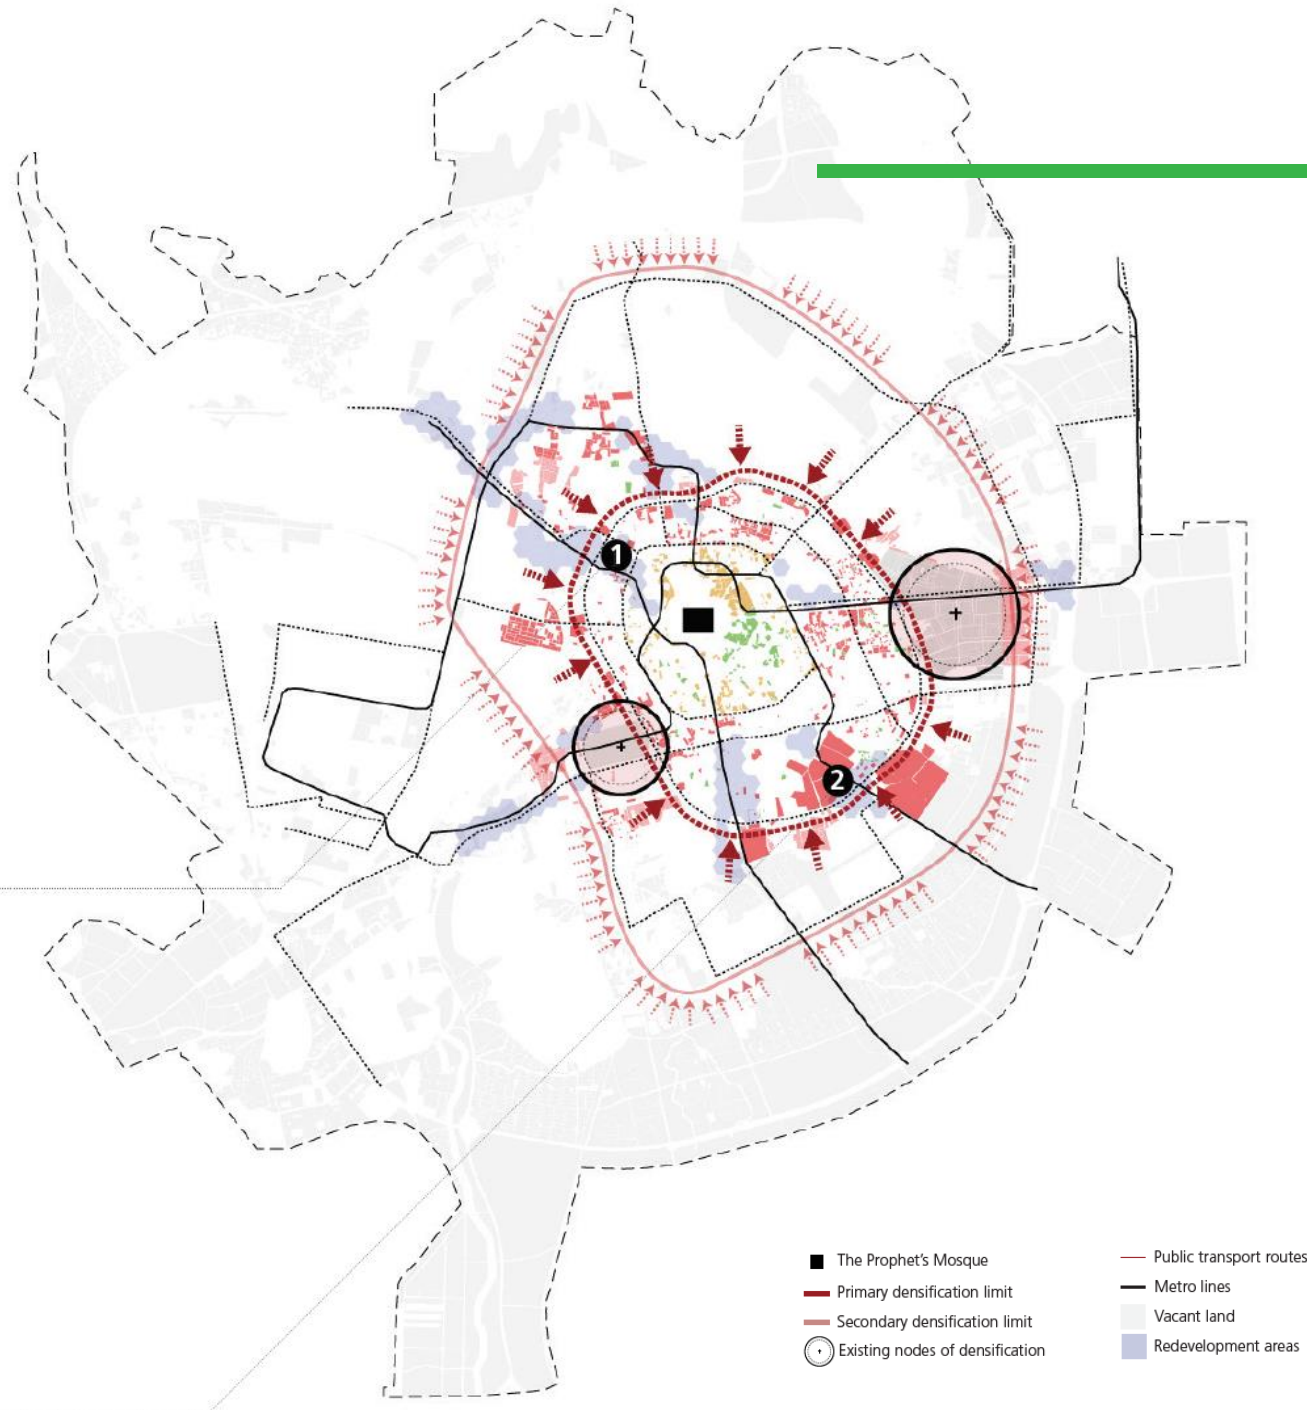 1
2
The Prophet's Mosque
Primary densification limit
Secondary densification limit
Existing nodes of densification
Public transport routes
Metro lines
Vacant land
Redevelopment areas